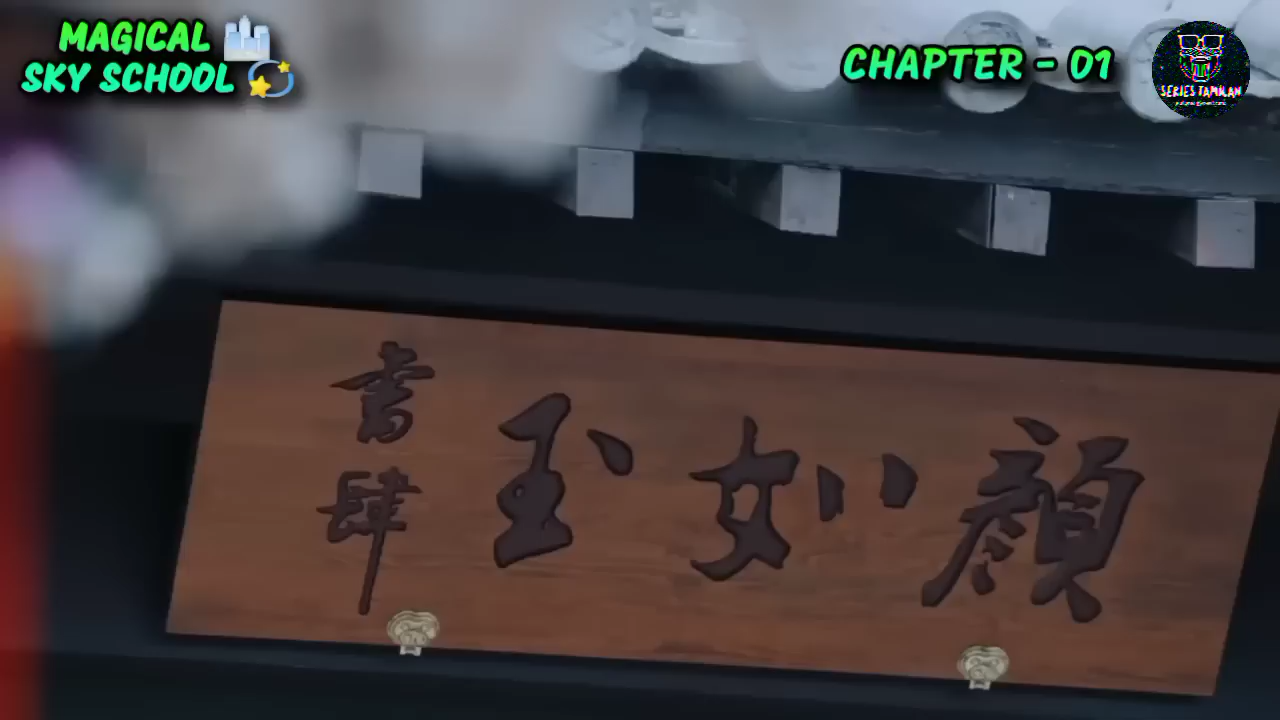 MAGICAL
SKY SCHOOL
CHAPTER - 01
SERIES TAMILAN
顏如玉
書肆